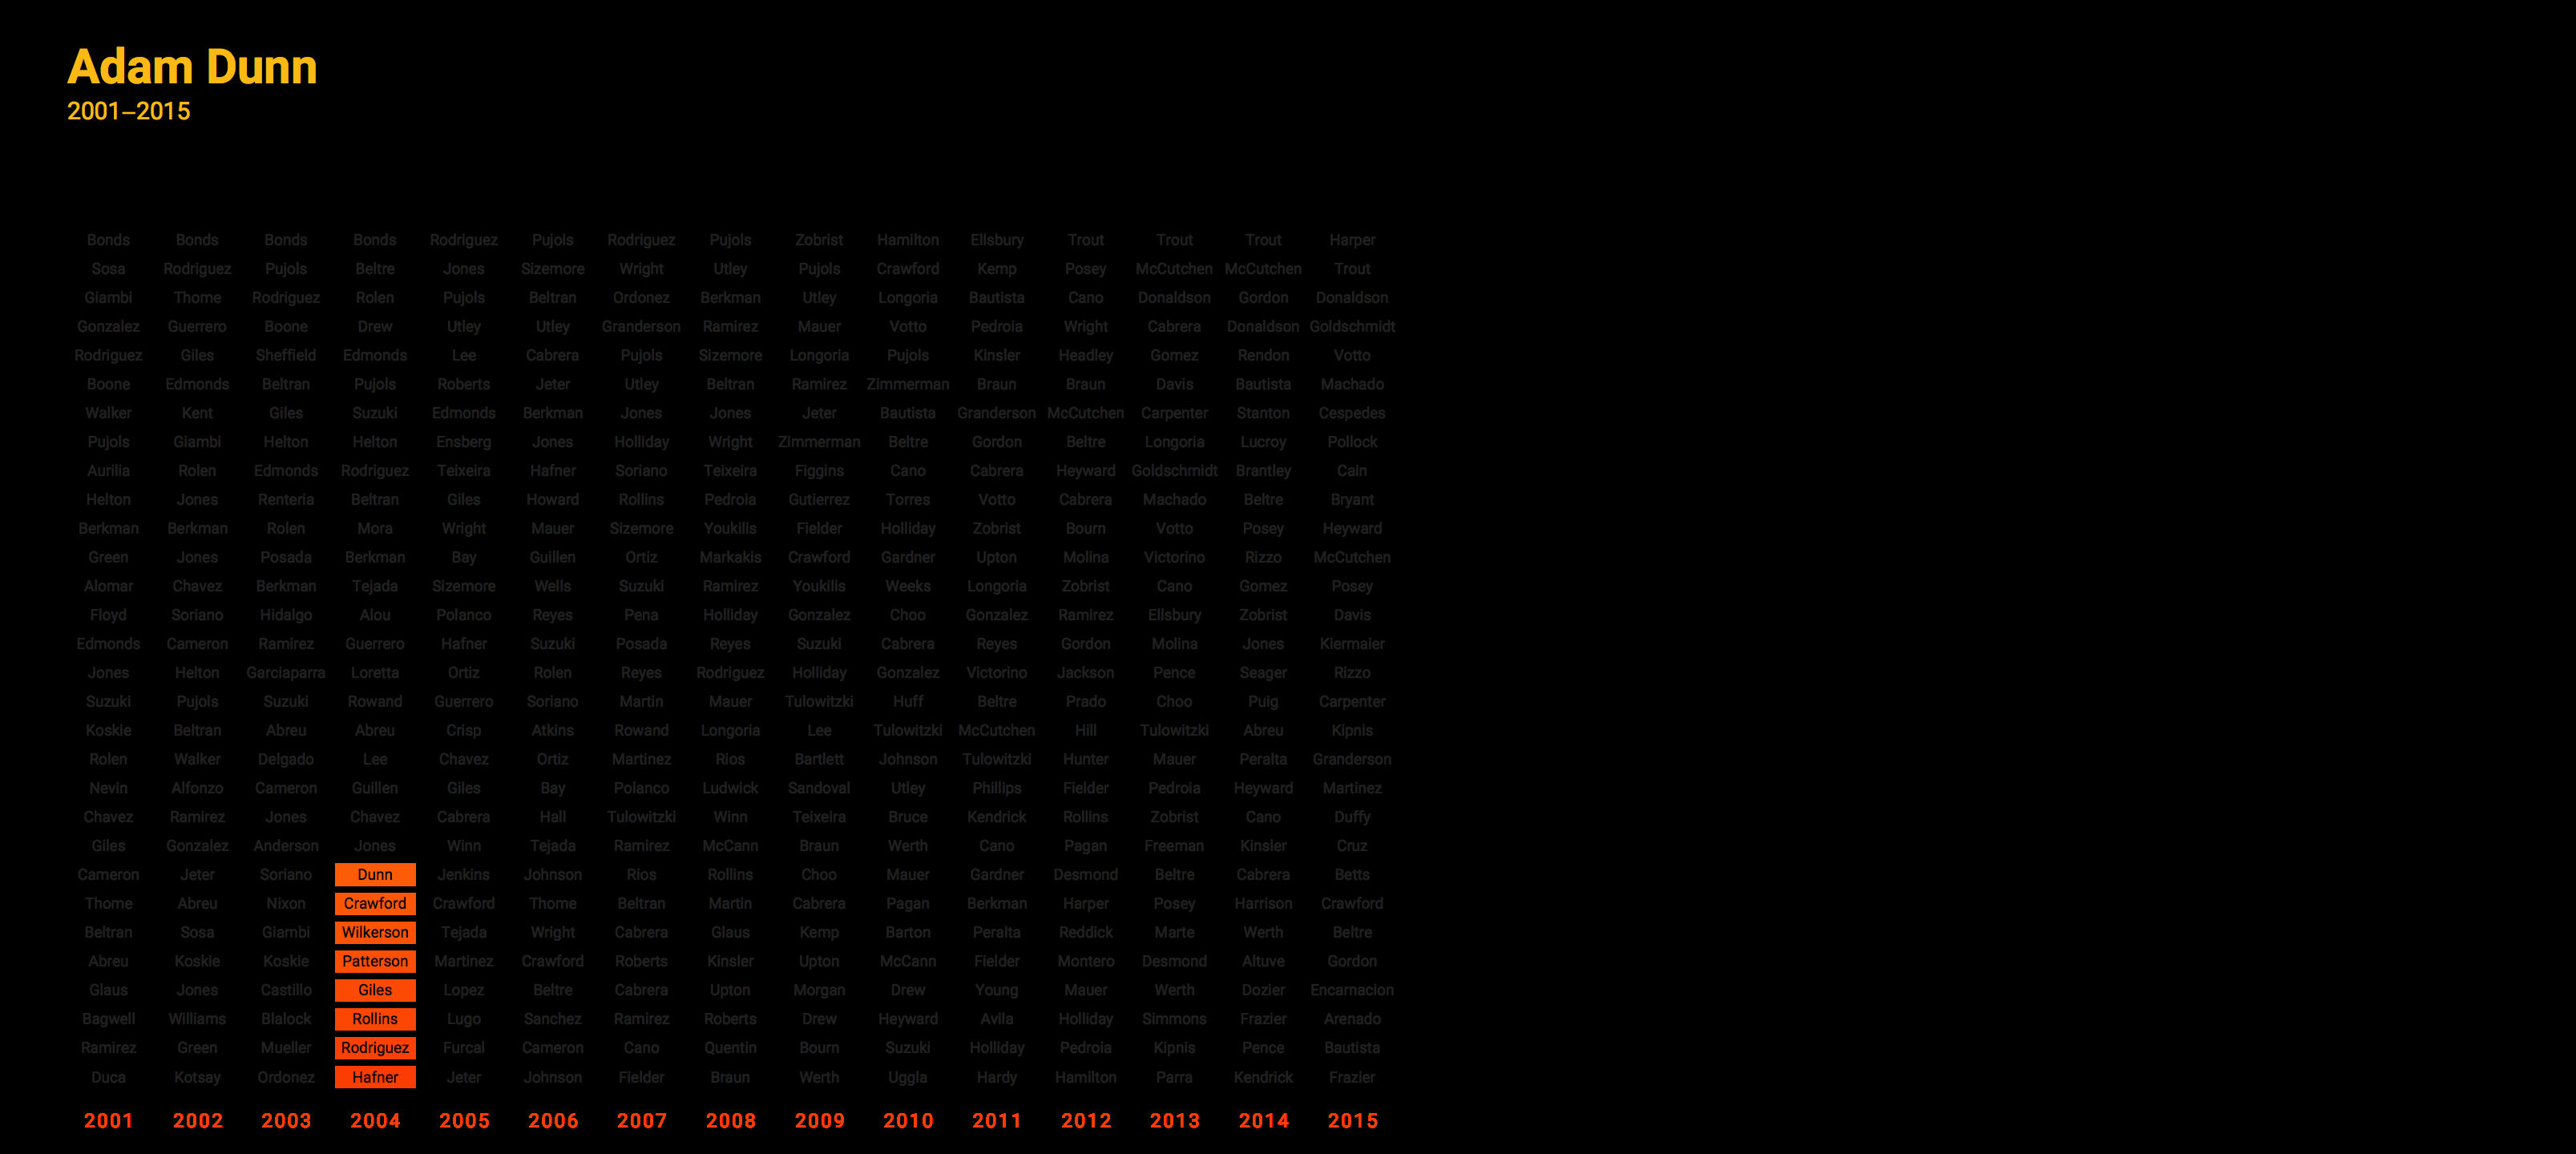 Adam Dunn
2001–2015
Bonds Bonds Bonds Bonds Rodriguez Pujols Rodriguez Pujols Zobrist Hamilton Ellsbury Trout Trout Trout Harper
Sosa Rodriguez Pujols Beltre Jones Sizemore Wright Utley Pujols Crawford Kemp Posey McCutchen McCutchen Trout
Giambi Thome Rodriguez Rolen Pujols Beltran Ordonez Berkman Utley Longoria Bautista Cano Donaldson Gordon Donaldson
Gonzalez Guerrero Boone Drew Utley Utley Granderson Ramirez Mauer Votto Pedroia Wright Cabrera Donaldson Goldschmidt
Rodriguez Giles Sheffield Edmonds Lee Cabrera Pujols Sizemore Longoria Pujols Kinsler Headley Gomez Rendon Votto
Boone Edmonds Beltran Pujols Roberts Jeter Utley Beltran Ramirez Zimmerman Braun Braun Davis Bautista Machado
Walker Kent Giles Suzuki Edmonds Berkman Jones Jones Jeter Bautista Granderson McCutchen Carpenter Stanton Cespedes
Pujols Giambi Helton Helton Ensberg Jones Holliday Wright Zimmerman Beltre Gordon Beltre Longoria Lucroy Pollock
Aurilia Rolen Edmonds Rodriguez Teixeira Hafner Soriano Teixeira Figgins Cano Cabrera Heyward Goldschmidt Brantley Cain
Helton Jones Renteria Beltran Giles Howard Rollins Pedroia Gutierrez Torres Votto Cabrera Machado Beltre Bryant
Berkman Berkman Rolen Mora Wright Mauer Sizemore Youkilis Fielder Holliday Zobrist Bourn Votto Posey Heyward
Green Jones Posada Berkman Bay Guillen Ortiz Markakis Crawford Gardner Upton Molina Victorino Rizzo McCutchen
Alomar Chavez Berkman Tejada Sizemore Wells Suzuki Ramirez Youkilis Weeks Longoria Zobrist Cano Gomez Posey
Floyd Soriano Hidalgo Alou Polanco Reyes Pena Holliday Gonzalez Choo Gonzalez Ramirez Ellsbury Zobrist Davis
Edmonds Cameron Ramirez Guerrero Hafner Suzuki Posada Reyes Suzuki Cabrera Reyes Gordon Molina Jones Kiermaier
Jones Helton Garciaparra Loretta Ortiz Rolen Reyes Rodriguez Holliday Gonzalez Victorino Jackson Pence Seager Rizzo
Suzuki Pujols Suzuki Rowand Guerrero Soriano Martin Mauer Tulowitzki Huff Beltre Prado Choo Puig Carpenter
Koskie Beltran Abreu Abreu Crisp Atkins Rowand Longoria Lee Tulowitzki McCutchen Hill Tulowitzki Abreu Kipnis
Rolen Walker Delgado Lee Chavez Ortiz Martinez Rios Bartlett Johnson Tulowitzki Hunter Mauer Peralta Granderson
Nevin Alfonzo Cameron Guillen Giles Bay Polanco Ludwick Sandoval Utley Phillips Fielder Pedroia Heyward Martinez
Chavez Ramirez Jones Chavez Cabrera Hall Tulowitzki Winn Teixeira Bruce Kendrick Rollins Zobrist Cano Duffy
Giles Gonzalez Anderson Jones Winn Tejada Ramirez McCann Braun Werth Cano Pagan Freeman Kinsler Cruz
Cameron Jeter Soriano Dunn Jenkins Johnson Rios Rollins Choo Mauer Gardner Desmond Beltre Cabrera Betts
Thome Abreu Nixon Crawford Crawford Thome Beltran Martin Cabrera Pagan Berkman Harper Posey Harrison Crawford
Beltran Sosa Giambi Wilkerson Tejada Wright Cabrera Glaus Kemp Barton Peralta Reddick Marte Werth Beltre
Abreu Koskie Koskie Patterson Martinez Crawford Roberts Kinsler Upton McCann Fielder Montero Desmond Altuve Gordon
Glaus Jones Castillo Giles Lopez Beltre Cabrera Upton Morgan Drew Young Mauer Werth Dozier Encarnacion
Bagwell Williams Blalock Rollins Lugo Sanchez Ramirez Roberts Drew Heyward Avila Holliday Simmons Frazier Arenado
Ramirez Green Mueller Rodriguez Furcal Cameron Cano Quentin Bourn Suzuki Holliday Pedroia Kipnis Pence Bautista
Duca Kotsay Ordonez Hafner Jeter Johnson Fielder Braun Werth Uggla Hardy Hamilton Parra Kendrick Frazier
2001 2002 2003 2004 2005 2006 2007 2008 2009 2010 2011 2012 2013 2014 2015